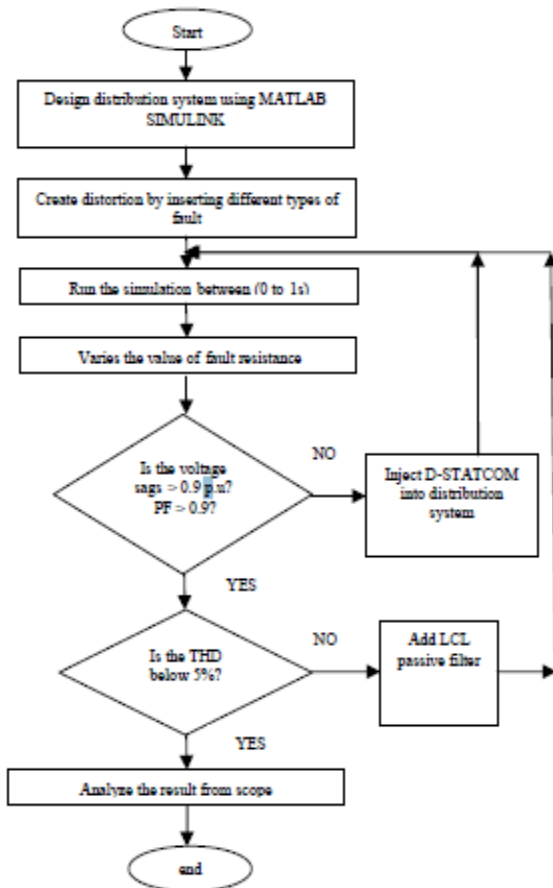 Start
Design distribution system using MATLAB
SIMULINK
Create distortion by inserting different types of
fault
Run the simulation between (0 to 1s)
Varies the value of fault resistance
Is the voltage
sags > 0.9 p.u?
PF > 0.9?
NO
Inject D-STATCOM
into distribution
system
YES
Is the THD
below 5%?
NO
Add LCL
passive filter
YES
Analyze the result from scope
end